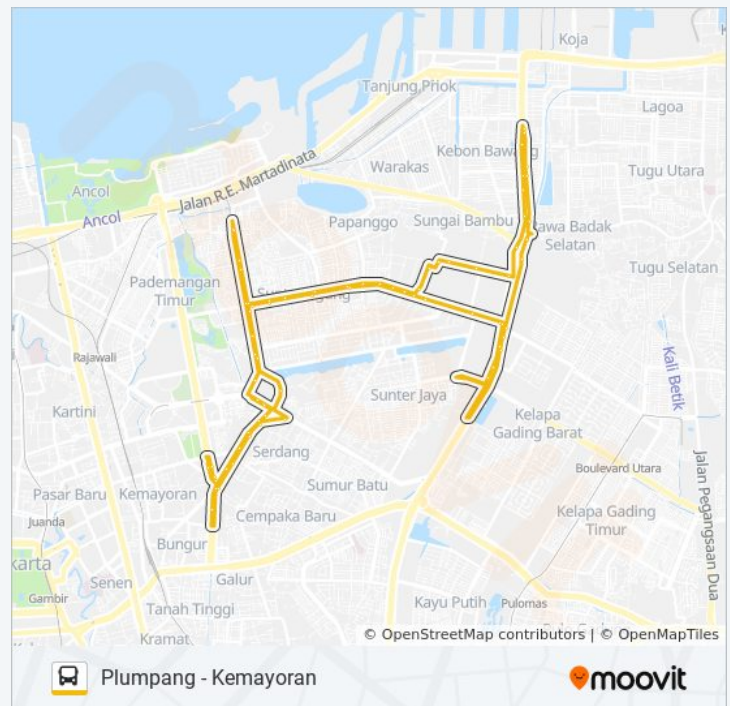 Koja
Tanjung Priok
Lagoa
Jalan R.E. Martadinata
Kebon Bawang
Warakas
Tugu Utara
Ancol
Ancol
Papanggo
Sungai Bambu
Rawa Badak
Selatan
Pademangan
Timur
Tugu Selatan
Sunter Agung
Rajawali
Kali Betik
Kartini
Sunter Jaya
Kelapa
Gading Barat
Serdang
Boulevard Utara
Jalan Pegangsaan Dua
Pasar Baru
Kemayoran
Sumur Batu
Kelapa Gading
Timur
Juanda
Cempaka Baru
Bungur
karta
Senen
Galur
Gambir
Tanah Tinggi
Kayu Putih
Pulomas
Kramat
© OpenStreetMap contributors | © OpenMapTiles
Plumpang - Kemayoran
moovit